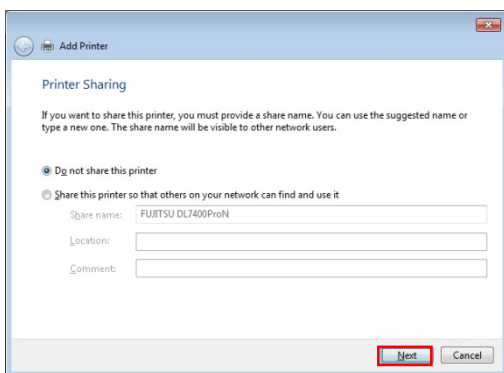 Add Printer
Printer Sharing
If you want to share this printer, you must provide a share name. You can use the suggested name or
type a new one. The share name will be visible to other network users.
Do not share this printer
Share this printer so that others on your network can find and use it
Share name: FUJITSU DL7400ProN
Location:
Comment:
Next Cancel